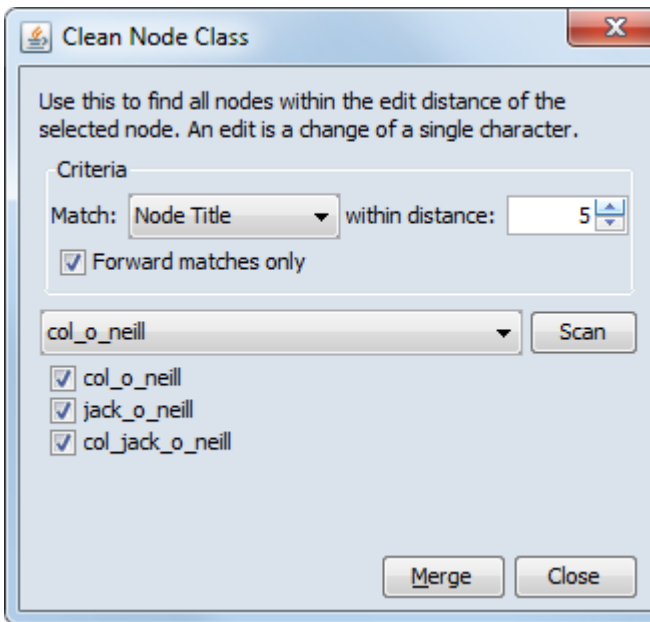 Clean Node Class
Use this to find all nodes within the edit distance of the
selected node. An edit is a change of a single character.
Criteria
Match: Node Title within distance: 5
Forward matches only
col_o_neill Scan
col_o_neill
jack_o_neill
col_jack_o_neill
Merge Close